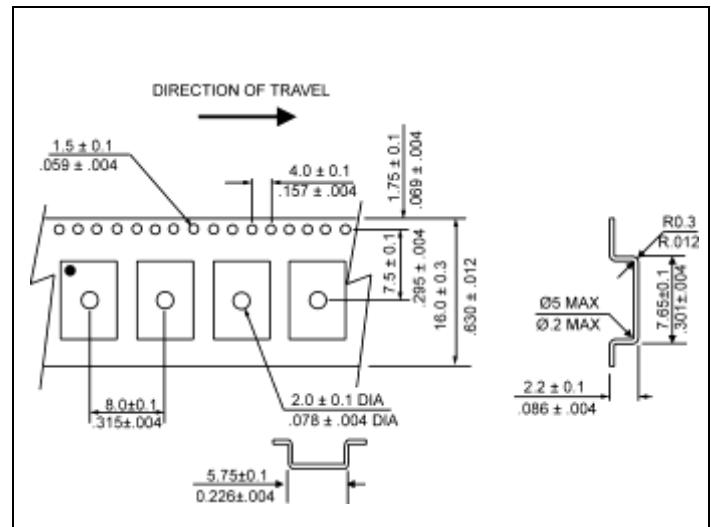 DIRECTION OF TRAVEL
1.5 ± 0.1
.059 ± .004
4.0 ± 0.1
.157 ± .004
1.75 ± 0.1
.069 ± .004
7.5 ± 0.1
.295 ± .004
16.0 ± 0.3
.630 ± .012
R0.3
R.012
Ø5 MAX
Ø.2 MAX
7.65±0.1
.301±.004
2.2 ± 0.1
.086 ± .004
8.0±0.1
.315±.004
2.0 ± 0.1 DIA
.078 ± .004 DIA
5.75±0.1
0.226±.004